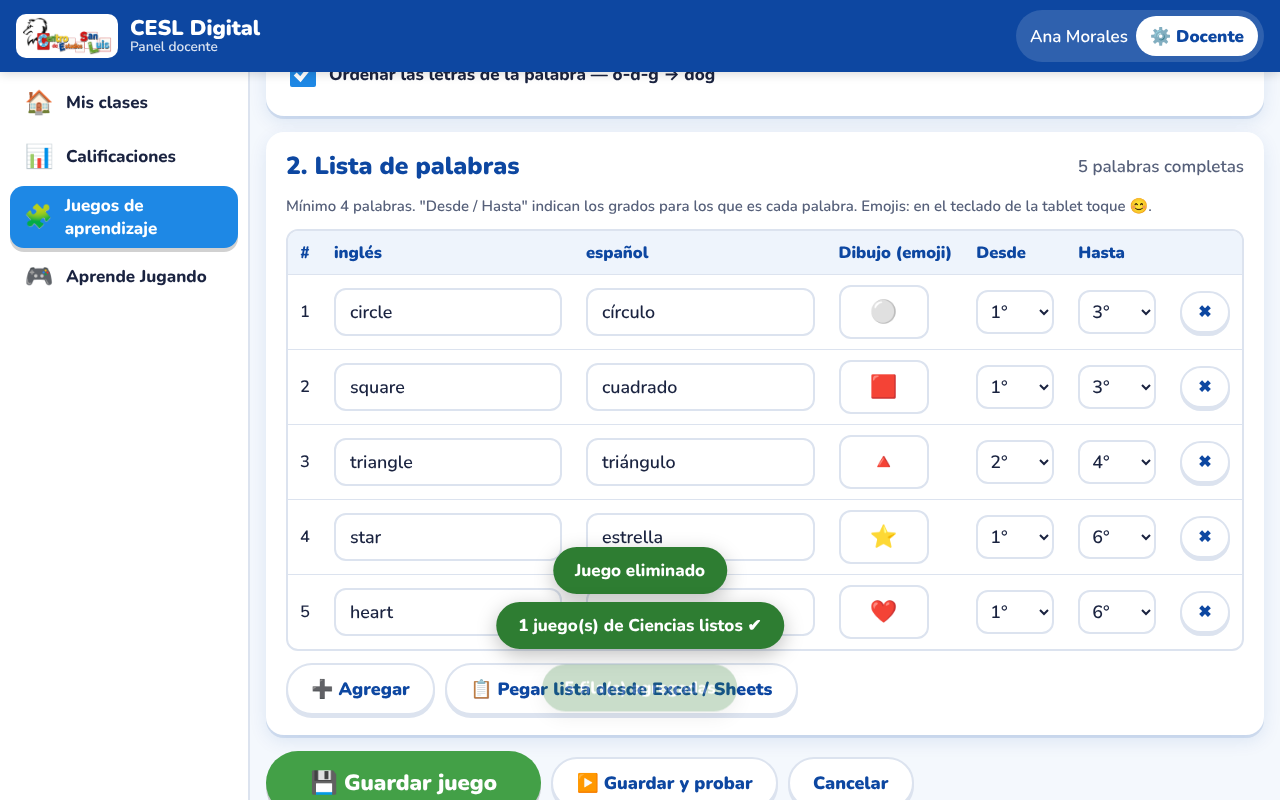 Centro de Estudios San Luis
CESL Digital
Panel docente
Ana Morales
Docente
Mis clases
Calificaciones
Juegos de
aprendizaje
Aprende Jugando
Ordenar las letras de la palabra — o-d-g → dog
2. Lista de palabras
5 palabras completas
Mínimo 4 palabras. "Desde / Hasta" indican los grados para los que es cada palabra. Emojis: en el teclado de la tablet toque 😊.
# inglés español Dibujo (emoji) Desde Hasta
1 circle círculo ⚪ 1° 3° ✖
2 square cuadrado 🟥 1° 3° ✖
3 triangle triángulo 🔺 2° 4° ✖
4 star estrella ⭐ 1° 6° ✖
5 heart ❤️ 1° 6° ✖
Juego eliminado
1 juego(s) de Ciencias listos ✔
➕ Agregar
📋 Pegar lista desde Excel / Sheets
💾 Guardar juego
▶️ Guardar y probar
Cancelar